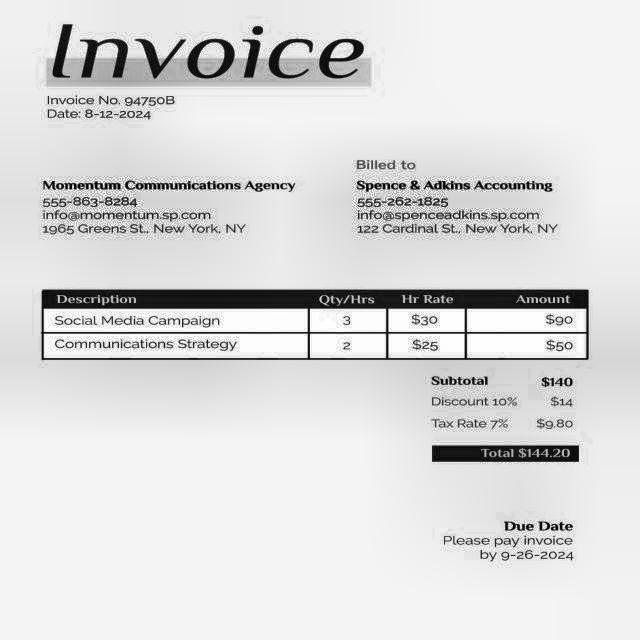 Invoice
Invoice No. 94750B
Date: 8-12-2024
Billed to
Momentum Communications Agency
555-863-8284
info@momentum.sp.com
1965 Greens St., New York, NY
Spence & Adkins Accounting
555-262-1825
info@spenceadkins.sp.com
122 Cardinal St., New York, NY
Description Qty/Hrs Hr Rate Amount
Social Media Campaign 3 $30 $90
Communications Strategy 2 $25 $50
Subtotal $140
Discount 10% $14
Tax Rate 7% $9.80
Total $144.20
Due Date
Please pay invoice
by 9-26-2024